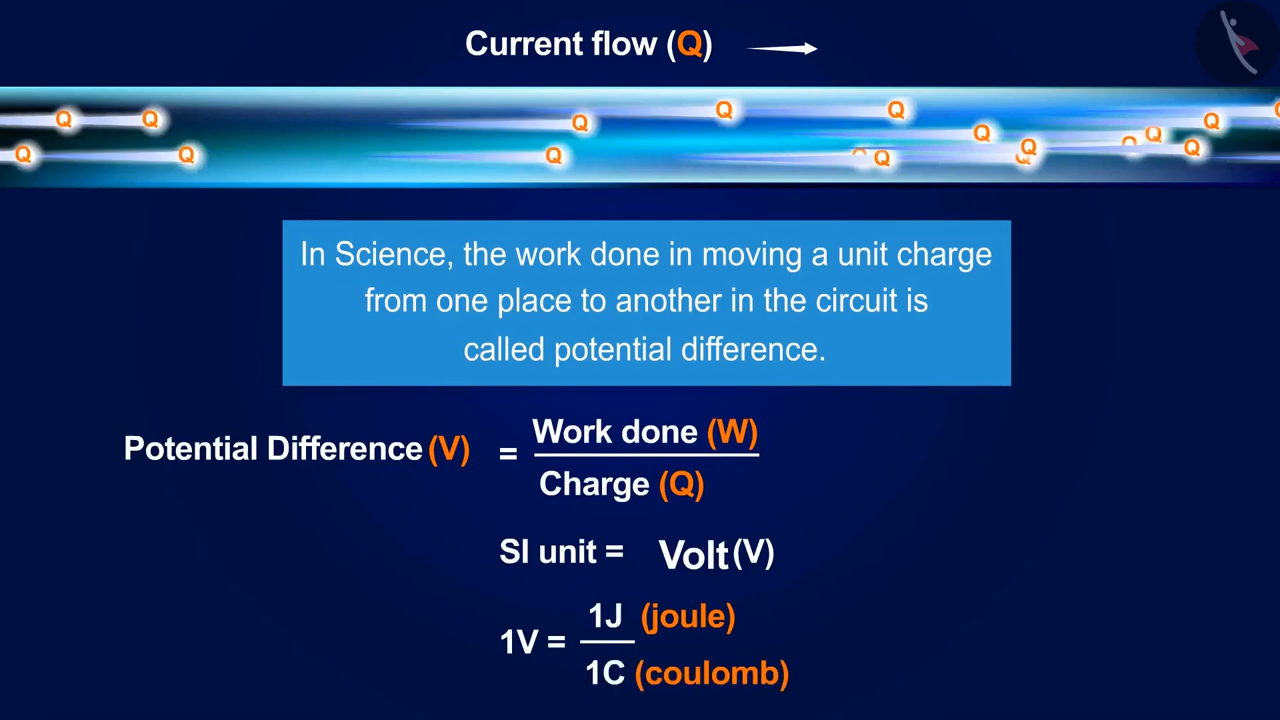 Current flow (Q)
Q Q Q Q Q Q Q Q Q
Q Q Q Q Q Q
In Science, the work done in moving a unit charge
from one place to another in the circuit is
called potential difference.
Potential Difference (V) = Work done (W)
Charge (Q)
SI unit = Volt (V)
1V = 1J (joule)
1C (coulomb)